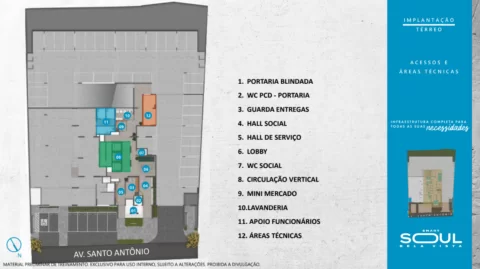 IMPLANTAÇÃO
TÉRREO
ACESSOS E
ÁREAS TÉCNICAS
1. PORTARIA BLINDADA
2. WC PCD - PORTARIA
3. GUARDA ENTREGAS
4. HALL SOCIAL
5. HALL DE SERVIÇO
6. LOBBY
7. WC SOCIAL
8. CIRCULAÇÃO VERTICAL
9. MINI MERCADO
10.LAVANDERIA
11. APOIO FUNCIONÁRIOS
12. ÁREAS TÉCNICAS
INFRAESTRUTURA COMPLETA PARA
TODAS AS SUAS necessidades
SMART
SOUL
BELA VISTA
AV. SANTO ANTÔNIO
MATERIAL PRELIMINAR DE TREINAMENTO. EXCLUSIVO PARA USO INTERNO, SUJEITO A ALTERAÇÕES. PROIBIDA A DIVULGAÇÃO.